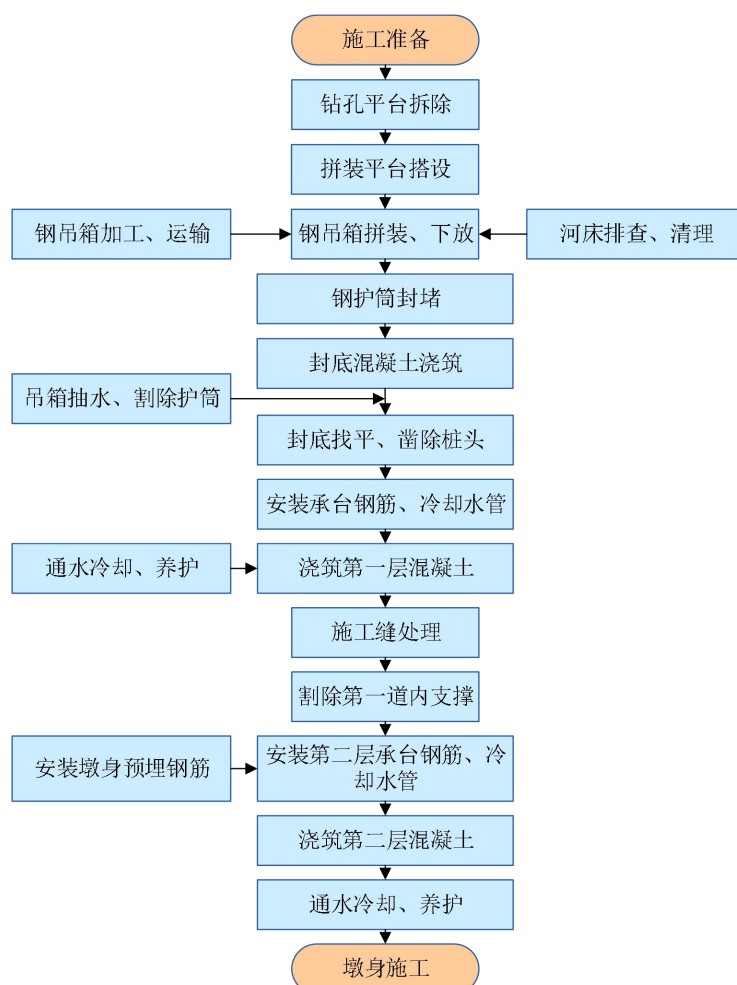 施工准备
钻孔平台拆除
拼装平台搭设
钢吊箱加工、运输
钢吊箱拼装、下放
河床排查、清理
钢护筒封堵
封底混凝土浇筑
吊箱抽水、割除护筒
封底找平、凿除桩头
安装承台钢筋、冷却水管
通水冷却、养护
浇筑第一层混凝土
施工缝处理
割除第一道内支撑
安装墩身预埋钢筋
安装第二层承台钢筋、冷
却水管
浇筑第二层混凝土
通水冷却、养护
墩身施工